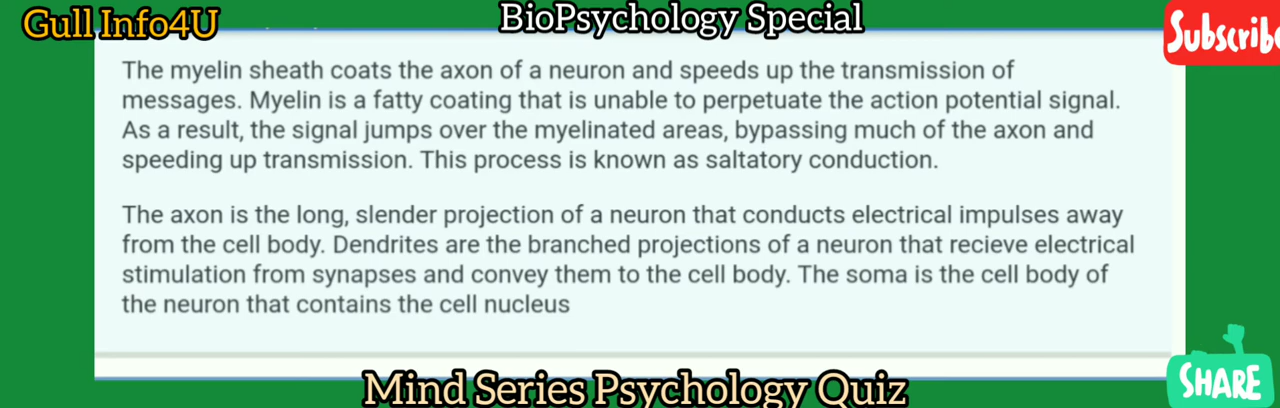 Gull Info4U
BioPsychology Special
Subscribe
The myelin sheath coats the axon of a neuron and speeds up the transmission of
messages. Myelin is a fatty coating that is unable to perpetuate the action potential signal.
As a result, the signal jumps over the myelinated areas, bypassing much of the axon and
speeding up transmission. This process is known as saltatory conduction.
The axon is the long, slender projection of a neuron that conducts electrical impulses away
from the cell body. Dendrites are the branched projections of a neuron that recieve electrical
stimulation from synapses and convey them to the cell body. The soma is the cell body of
the neuron that contains the cell nucleus
Mind Series Psychology Quiz
SHARE